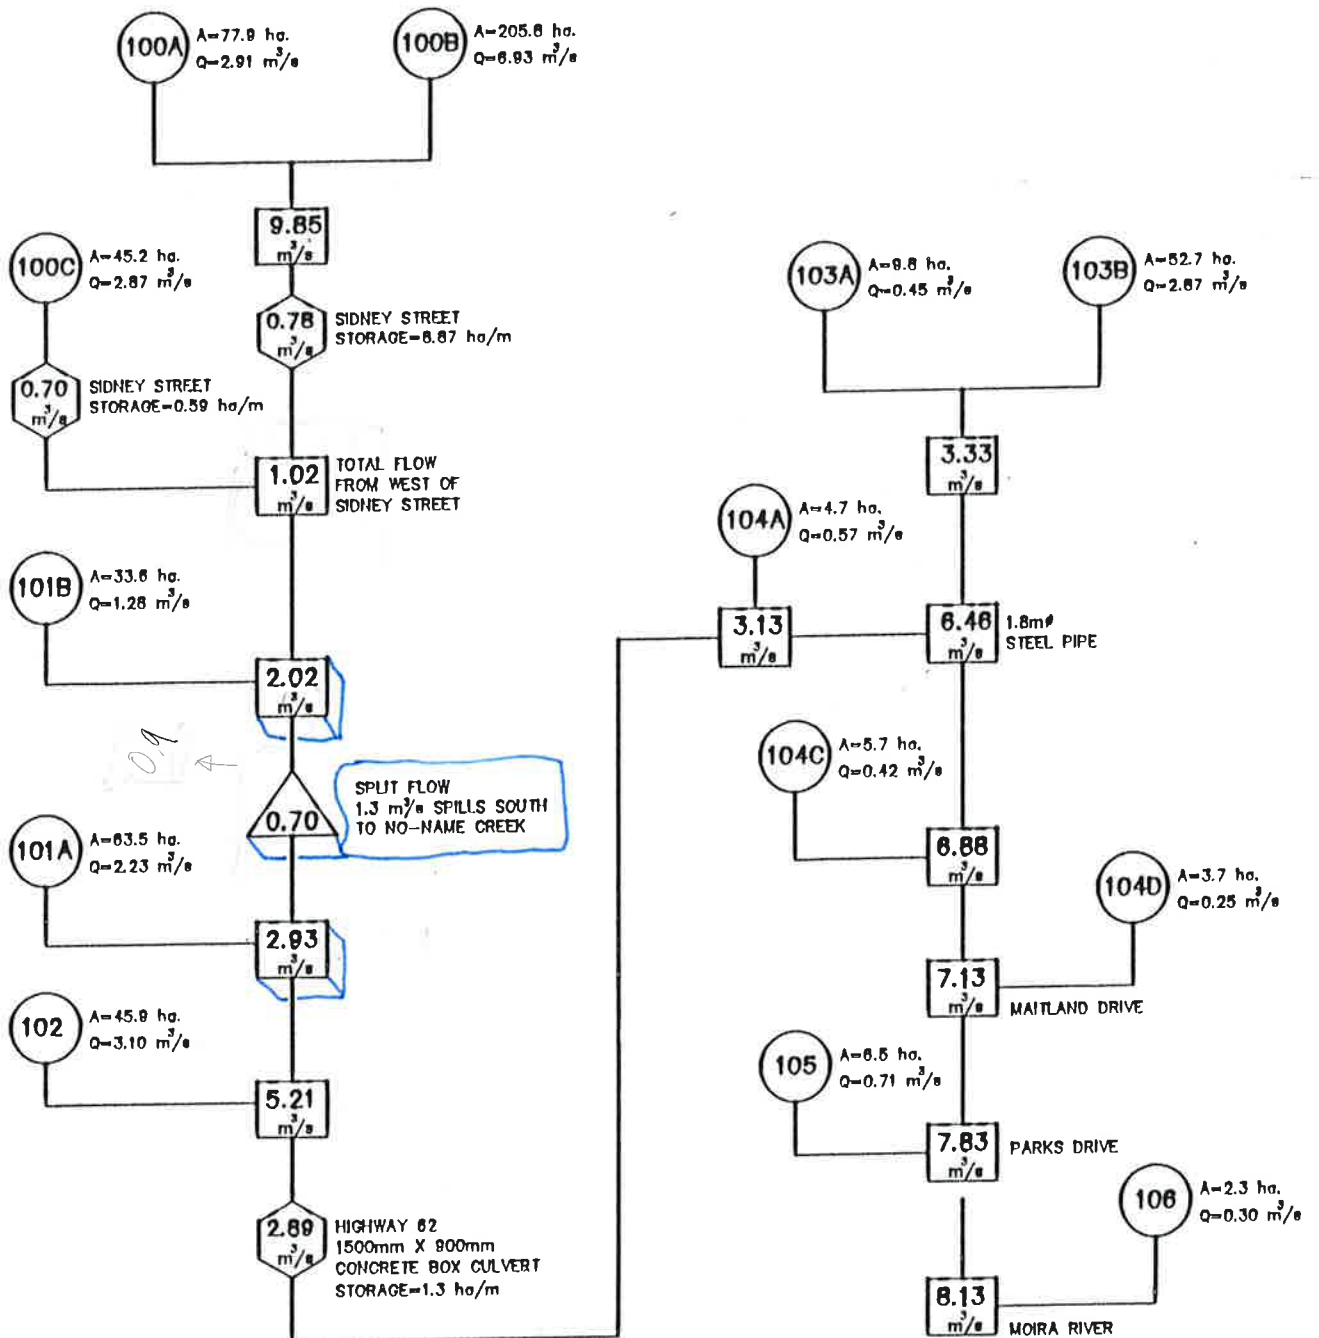 100A
A=77.9 ha.
Q=2.91 m³/s
100B
A=205.6 ha.
Q=6.93 m³/s
9.85
m³/s
100C
A=45.2 ha.
Q=2.87 m³/s
0.78
m³/s
SIDNEY STREET
STORAGE=6.87 ha/m
0.70
m³/s
SIDNEY STREET
STORAGE=0.59 ha/m
1.02
m³/s
TOTAL FLOW
FROM WEST OF
SIDNEY STREET
101B
A=33.6 ha.
Q=1.28 m³/s
2.02
m³/s
0.9
0.70
SPLIT FLOW
1.3 m³/s SPILLS SOUTH
TO NO-NAME CREEK
101A
A=63.5 ha.
Q=2.23 m³/s
2.93
m³/s
102
A=45.9 ha.
Q=3.10 m³/s
5.21
m³/s
2.69
m³/s
HIGHWAY 62
1500mm X 900mm
CONCRETE BOX CULVERT
STORAGE=1.3 ha/m
103A
A=9.8 ha.
Q=0.45 m³/s
103B
A=52.7 ha.
Q=2.87 m³/s
3.33
m³/s
104A
A=4.7 ha.
Q=0.57 m³/s
3.13
m³/s
6.46
m³/s
1.8mø
STEEL PIPE
104C
A=5.7 ha.
Q=0.42 m³/s
6.88
m³/s
104D
A=3.7 ha.
Q=0.25 m³/s
7.13
m³/s
MAITLAND DRIVE
105
A=6.5 ha.
Q=0.71 m³/s
7.83
m³/s
PARKS DRIVE
106
A=2.3 ha.
Q=0.30 m³/s
8.13
m³/s
MOIRA RIVER